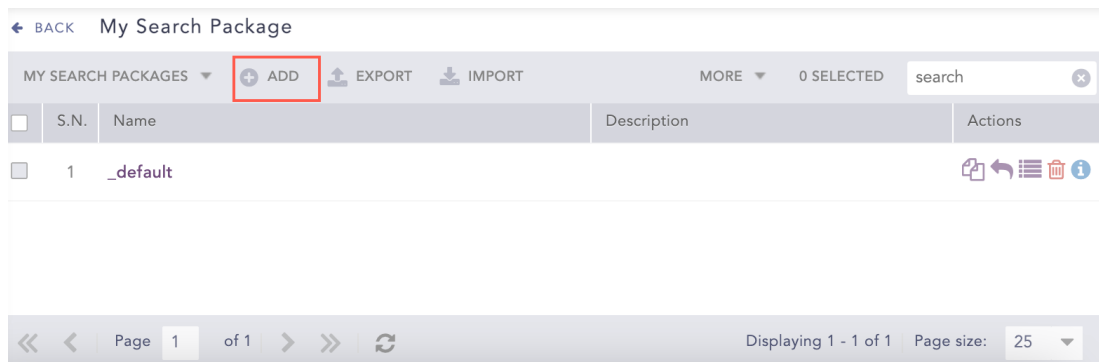 BACK My Search Package
MY SEARCH PACKAGES ADD EXPORT IMPORT MORE 0 SELECTED search
S.N. Name Description Actions
1 _default
Page 1 of 1 Displaying 1 - 1 of 1 Page size: 25